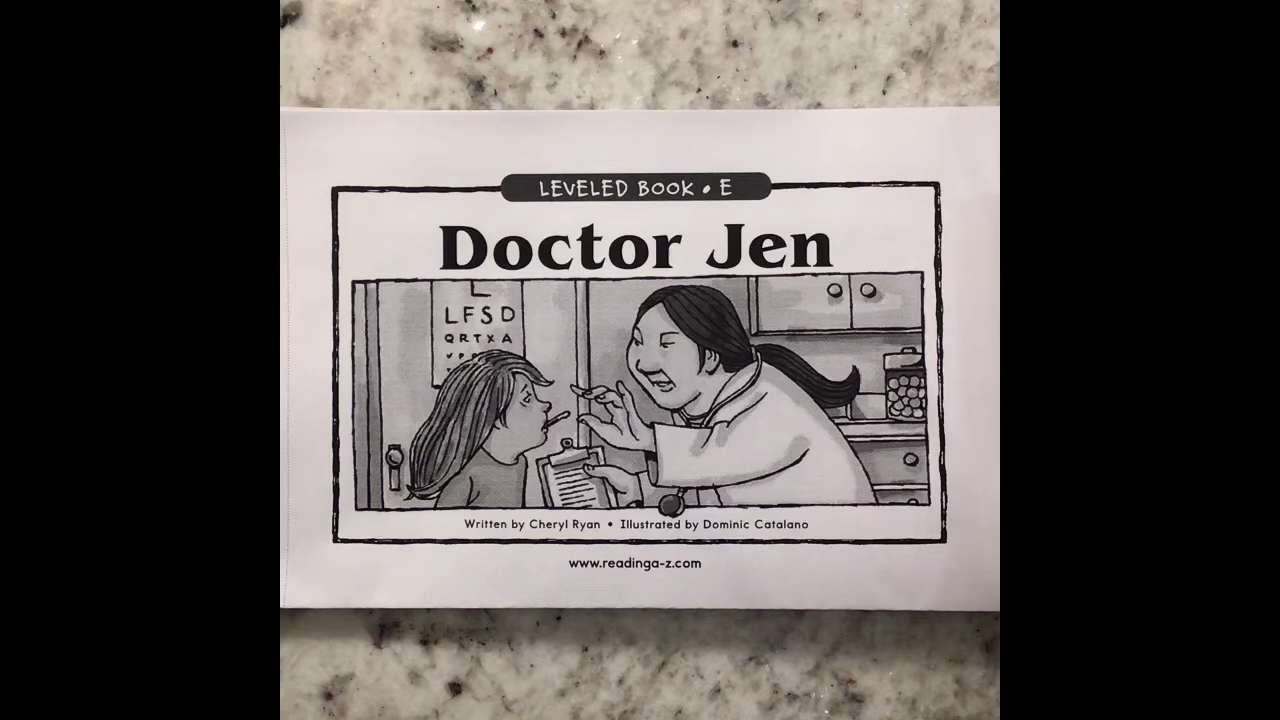 LEVELED BOOK • E
Doctor Jen
L
LFSD
QRTXA
Written by Cheryl Ryan • Illustrated by Dominic Catalano
www.readinga-z.com